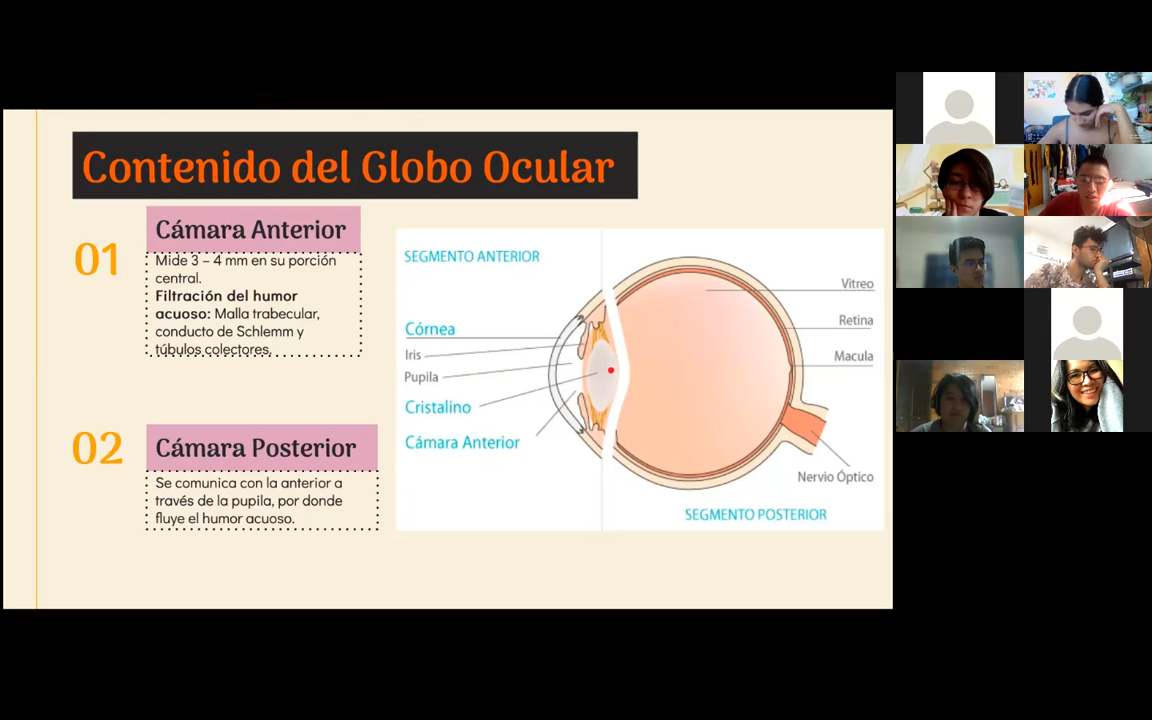 Contenido del Globo Ocular
01
Cámara Anterior
Mide 3 – 4 mm en su porción
central.
Filtración del humor
acuoso: Malla trabecular,
conducto de Schlemm y
túbulos colectores.
02
Cámara Posterior
Se comunica con la anterior a
través de la pupila, por donde
fluye el humor acuoso.
SEGMENTO ANTERIOR
Córnea
Iris
Pupila
Cristalino
Cámara Anterior
Vitreo
Retina
Macula
Nervio Óptico
SEGMENTO POSTERIOR